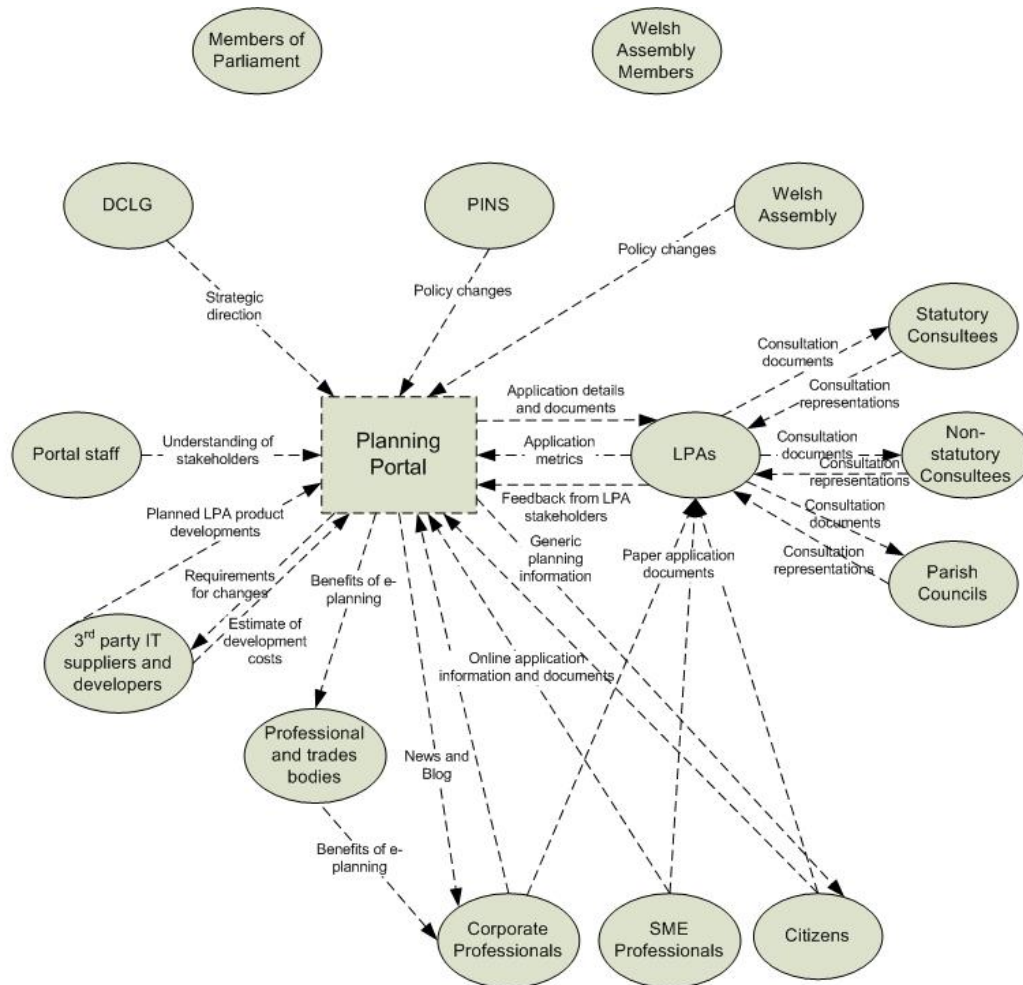 Members of
Parliament
Welsh
Assembly
Members
DCLG
PINS
Welsh
Assembly
Strategic
direction
Policy changes
Policy changes
Statutory
Consultees
Consultation
documents
Consultation
representations
Application details
and documents
Planning
Portal
Portal staff
Understanding of
stakeholders
Application
metrics
LPAs
Consultation
documents
Consultation
representations
Non-
statutory
Consultees
Feedback from LPA
stakeholders
Consultation
documents
Consultation
representations
Parish
Councils
Planned LPA product
developments
Generic
planning
information
Paper application
documents
Requirements
for changes
Benefits of e-
planning
Estimate of
development
costs
3rd party IT
suppliers and
developers
Online application
information and documents
Professional
and trades
bodies
News and
Blog
Benefits of e-
planning
Corporate
Professionals
SME
Professionals
Citizens